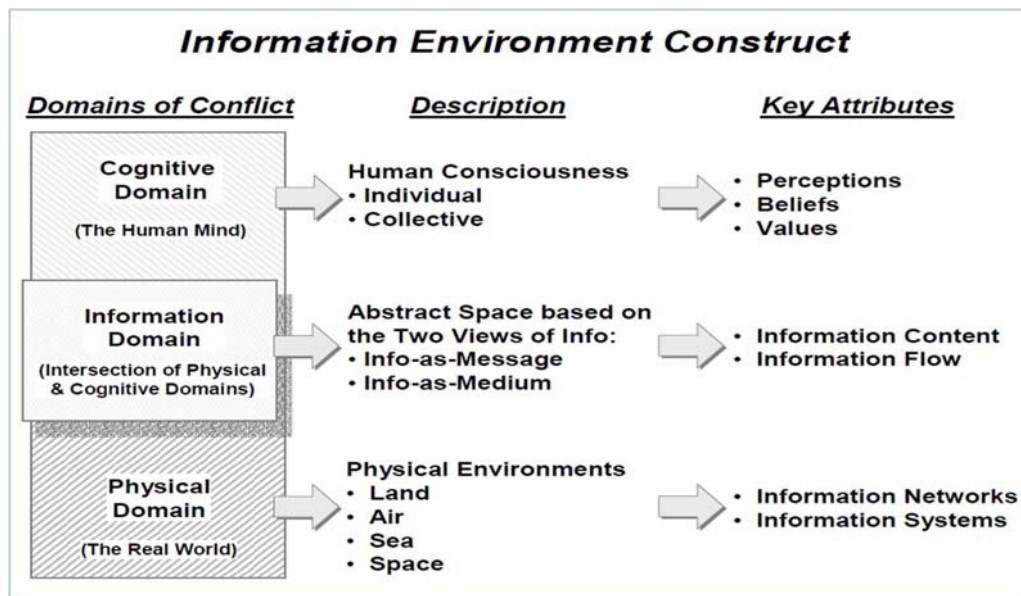 Information Environment Construct
Domains of Conflict
Description
Key Attributes
Cognitive
Domain
(The Human Mind)
Human Consciousness
• Individual
• Collective
• Perceptions
• Beliefs
• Values
Information
Domain
(Intersection of Physical
& Cognitive Domains)
Abstract Space based on
the Two Views of Info:
• Info-as-Message
• Info-as-Medium
• Information Content
• Information Flow
Physical
Domain
(The Real World)
Physical Environments
• Land
• Air
• Sea
• Space
• Information Networks
• Information Systems